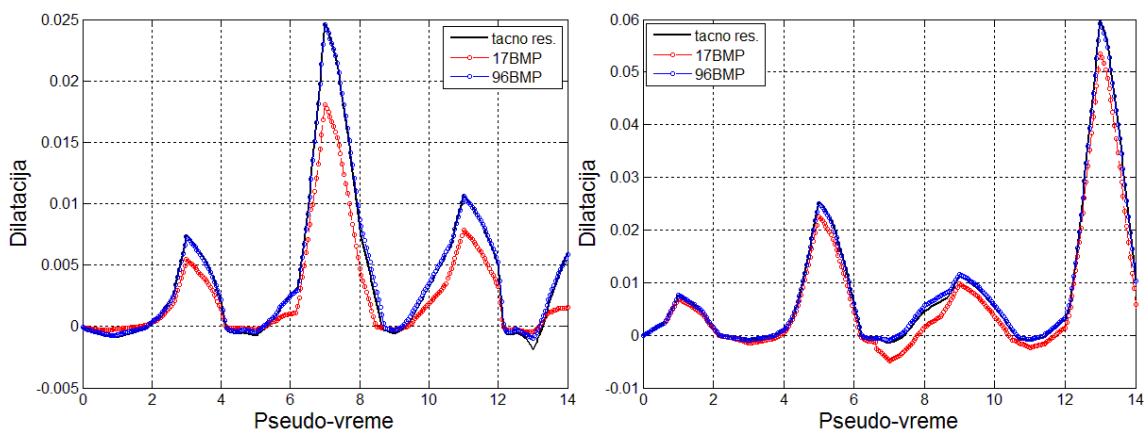 0.025
0.02
0.015
0.01
0.005
0
-0.005
Dilatacija
tacno res.
17BMP
96BMP
0 2 4 6 8 10 12 14
Pseudo-vreme
0.06
0.05
0.04
0.03
0.02
0.01
0
-0.01
Dilatacija
tacno res.
17BMP
96BMP
0 2 4 6 8 10 12 14
Pseudo-vreme